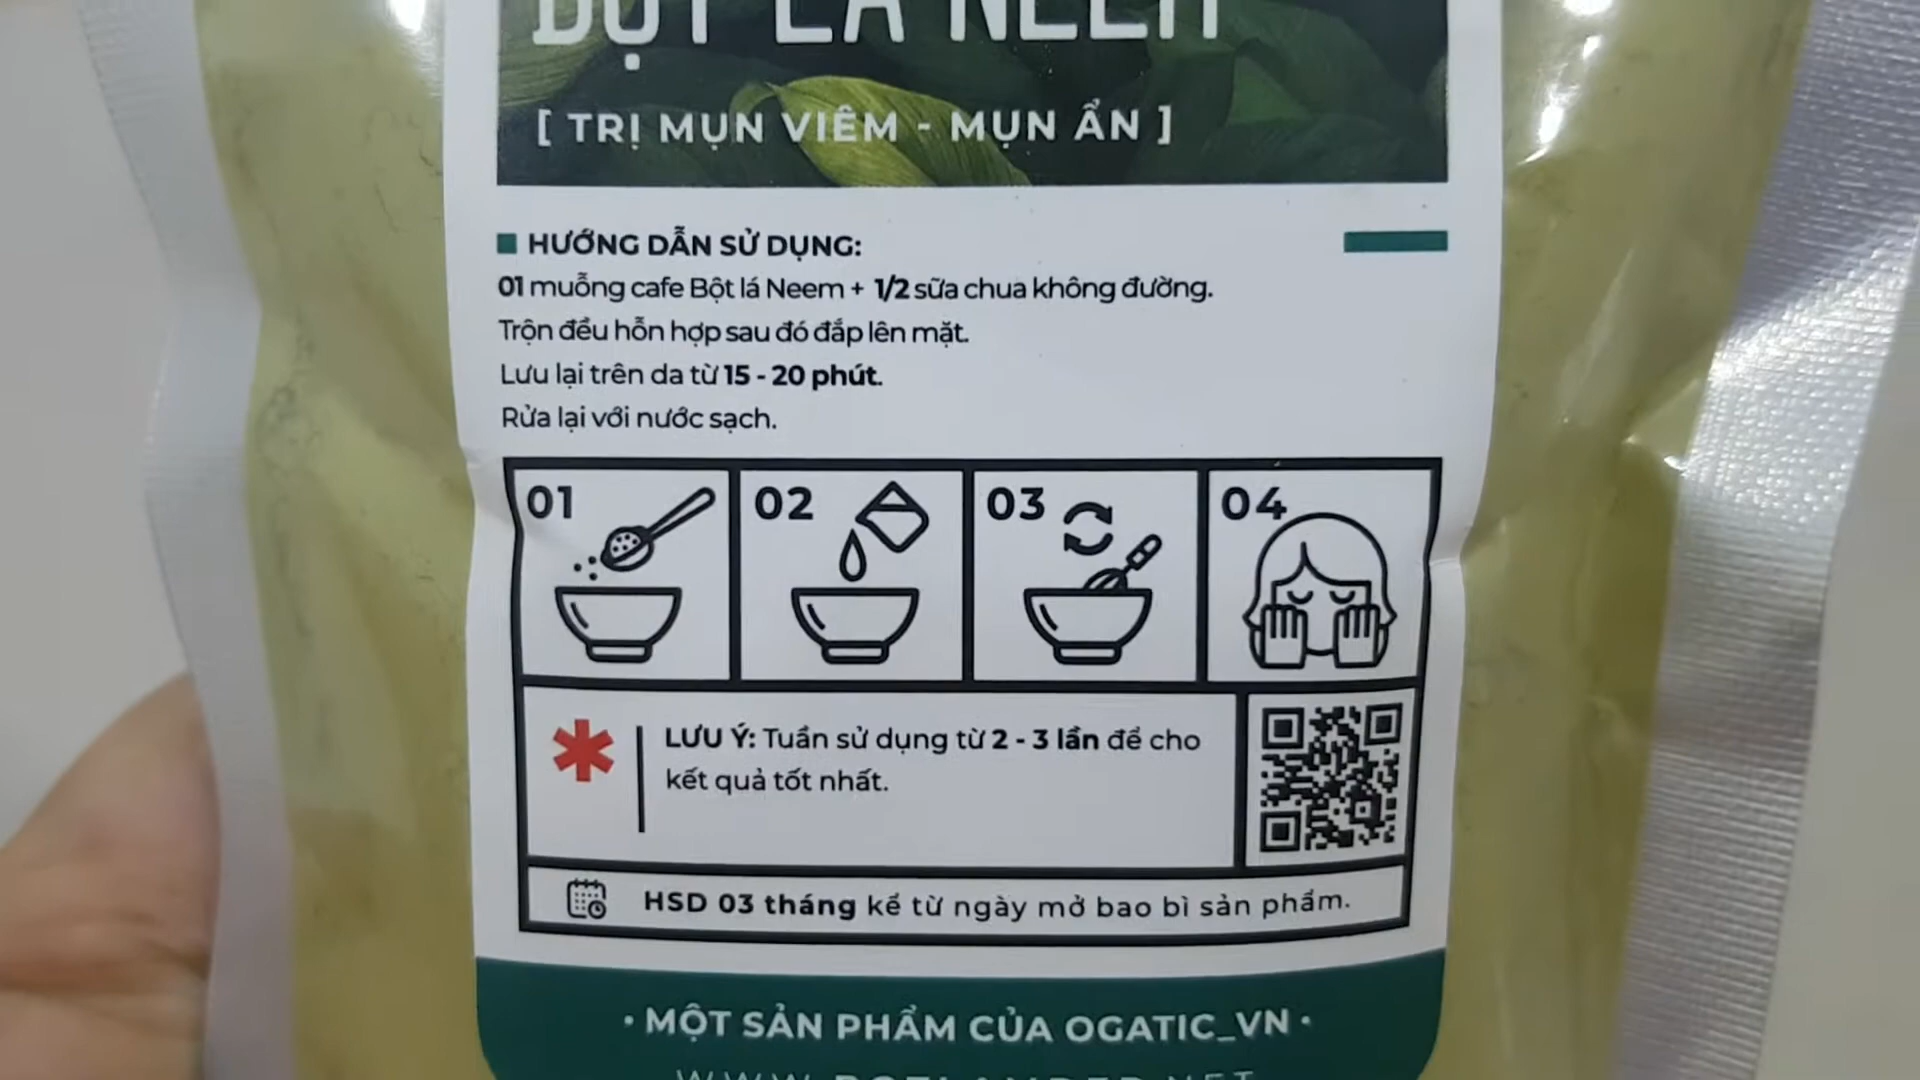 BỘT LÁ NEEM
[ TRỊ MỤN VIÊM - MỤN ẨN ]
HƯỚNG DẪN SỬ DỤNG:
01 muỗng cafe Bột lá Neem + 1/2 sữa chua không đường.
Trộn đều hỗn hợp sau đó đắp lên mặt.
Lưu lại trên da từ 15 - 20 phút.
Rửa lại với nước sạch.
01 02 03 04
LƯU Ý: Tuần sử dụng từ 2 - 3 lần để cho
kết quả tốt nhất.
HSD 03 tháng kể từ ngày mở bao bì sản phẩm.
• MỘT SẢN PHẨM CỦA OGATIC_VN •